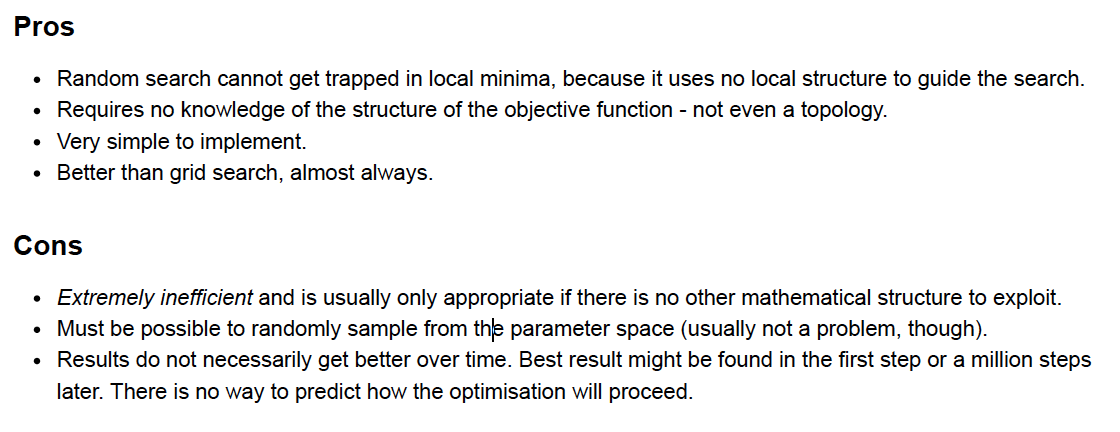 Pros
• Random search cannot get trapped in local minima, because it uses no local structure to guide the search.
• Requires no knowledge of the structure of the objective function - not even a topology.
• Very simple to implement.
• Better than grid search, almost always.
Cons
• Extremely inefficient and is usually only appropriate if there is no other mathematical structure to exploit.
• Must be possible to randomly sample from the parameter space (usually not a problem, though).
• Results do not necessarily get better over time. Best result might be found in the first step or a million steps
later. There is no way to predict how the optimisation will proceed.